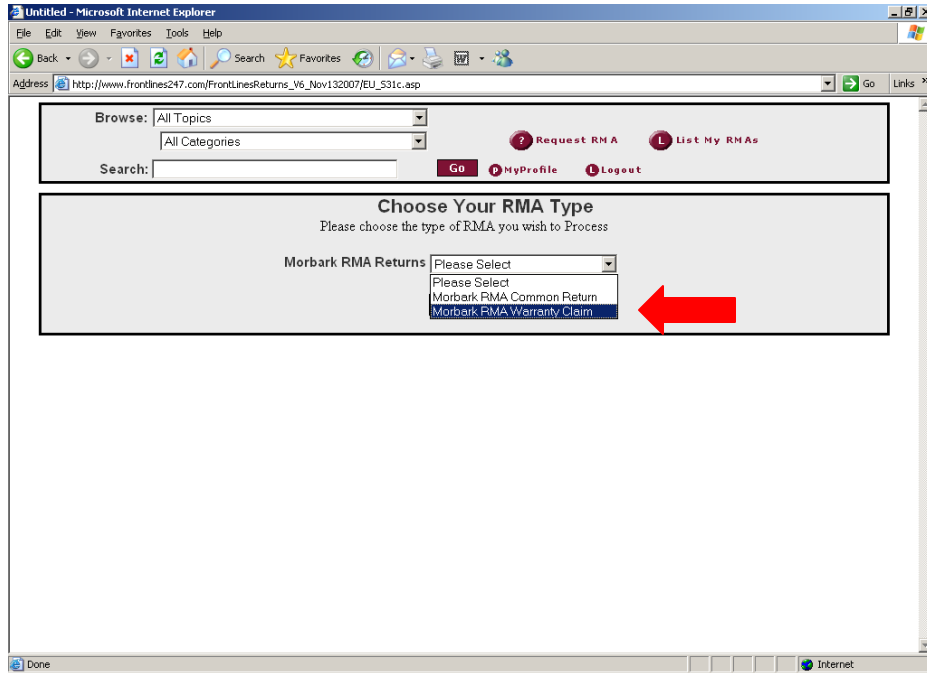 Untitled - Microsoft Internet Explorer
File Edit View Favorites Tools Help
Back Search Favorites
Address http://www.frontlines247.com/FrontLinesReturns_V6_Nov132007/EU_531c.asp Go Links »
Browse: All Topics
All Categories ? Request RMA L List My RMAs
Search: Go P MyProfile L Logout
Choose Your RMA Type
Please choose the type of RMA you wish to Process
Morbark RMA Returns Please Select
Please Select
Morbark RMA Common Return
Morbark RMA Warranty Claim
Done Internet